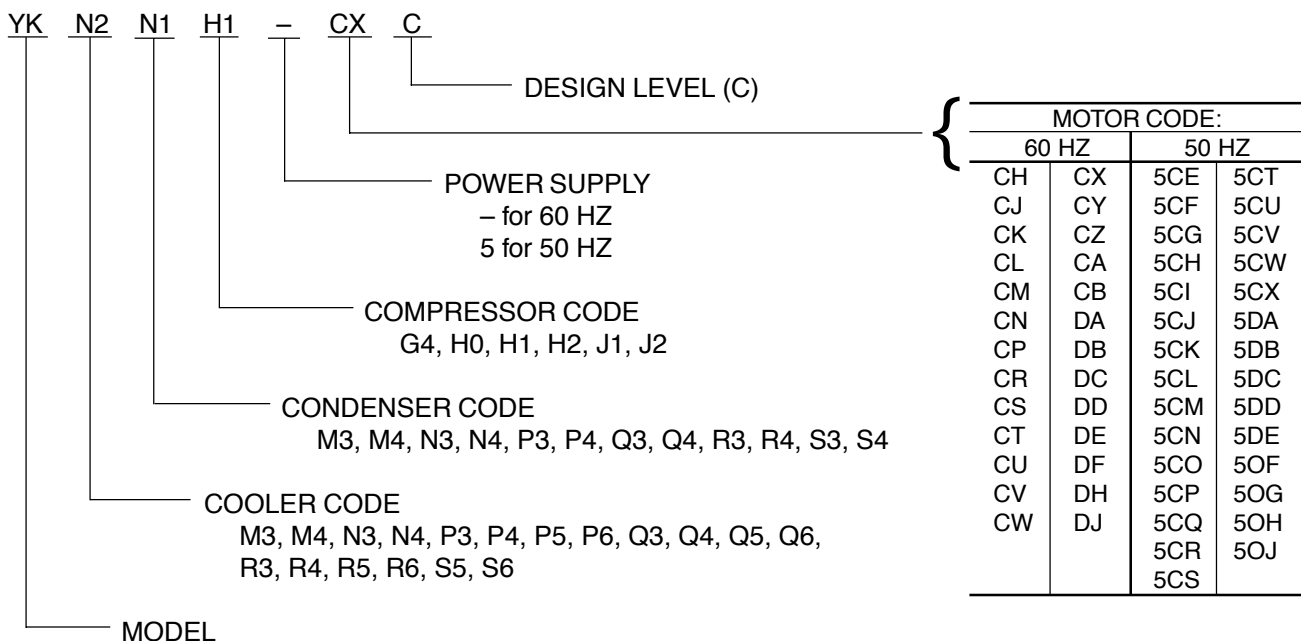 YK N2 N1 H1 – CX C
DESIGN LEVEL (C)
{
MOTOR CODE:
60 HZ 50 HZ
CH CX 5CE 5CT
CJ CY 5CF 5CU
CK CZ 5CG 5CV
CL CA 5CH 5CW
CM CB 5CI 5CX
CN DA 5CJ 5DA
CP DB 5CK 5DB
CR DC 5CL 5DC
CS DD 5CM 5DD
CT DE 5CN 5DE
CU DF 5CO 5OF
CV DH 5CP 5OG
CW DJ 5CQ 5OH
5CR 5OJ
5CS
POWER SUPPLY
– for 60 HZ
5 for 50 HZ
COMPRESSOR CODE
G4, H0, H1, H2, J1, J2
CONDENSER CODE
M3, M4, N3, N4, P3, P4, Q3, Q4, R3, R4, S3, S4
COOLER CODE
M3, M4, N3, N4, P3, P4, P5, P6, Q3, Q4, Q5, Q6,
R3, R4, R5, R6, S5, S6
MODEL